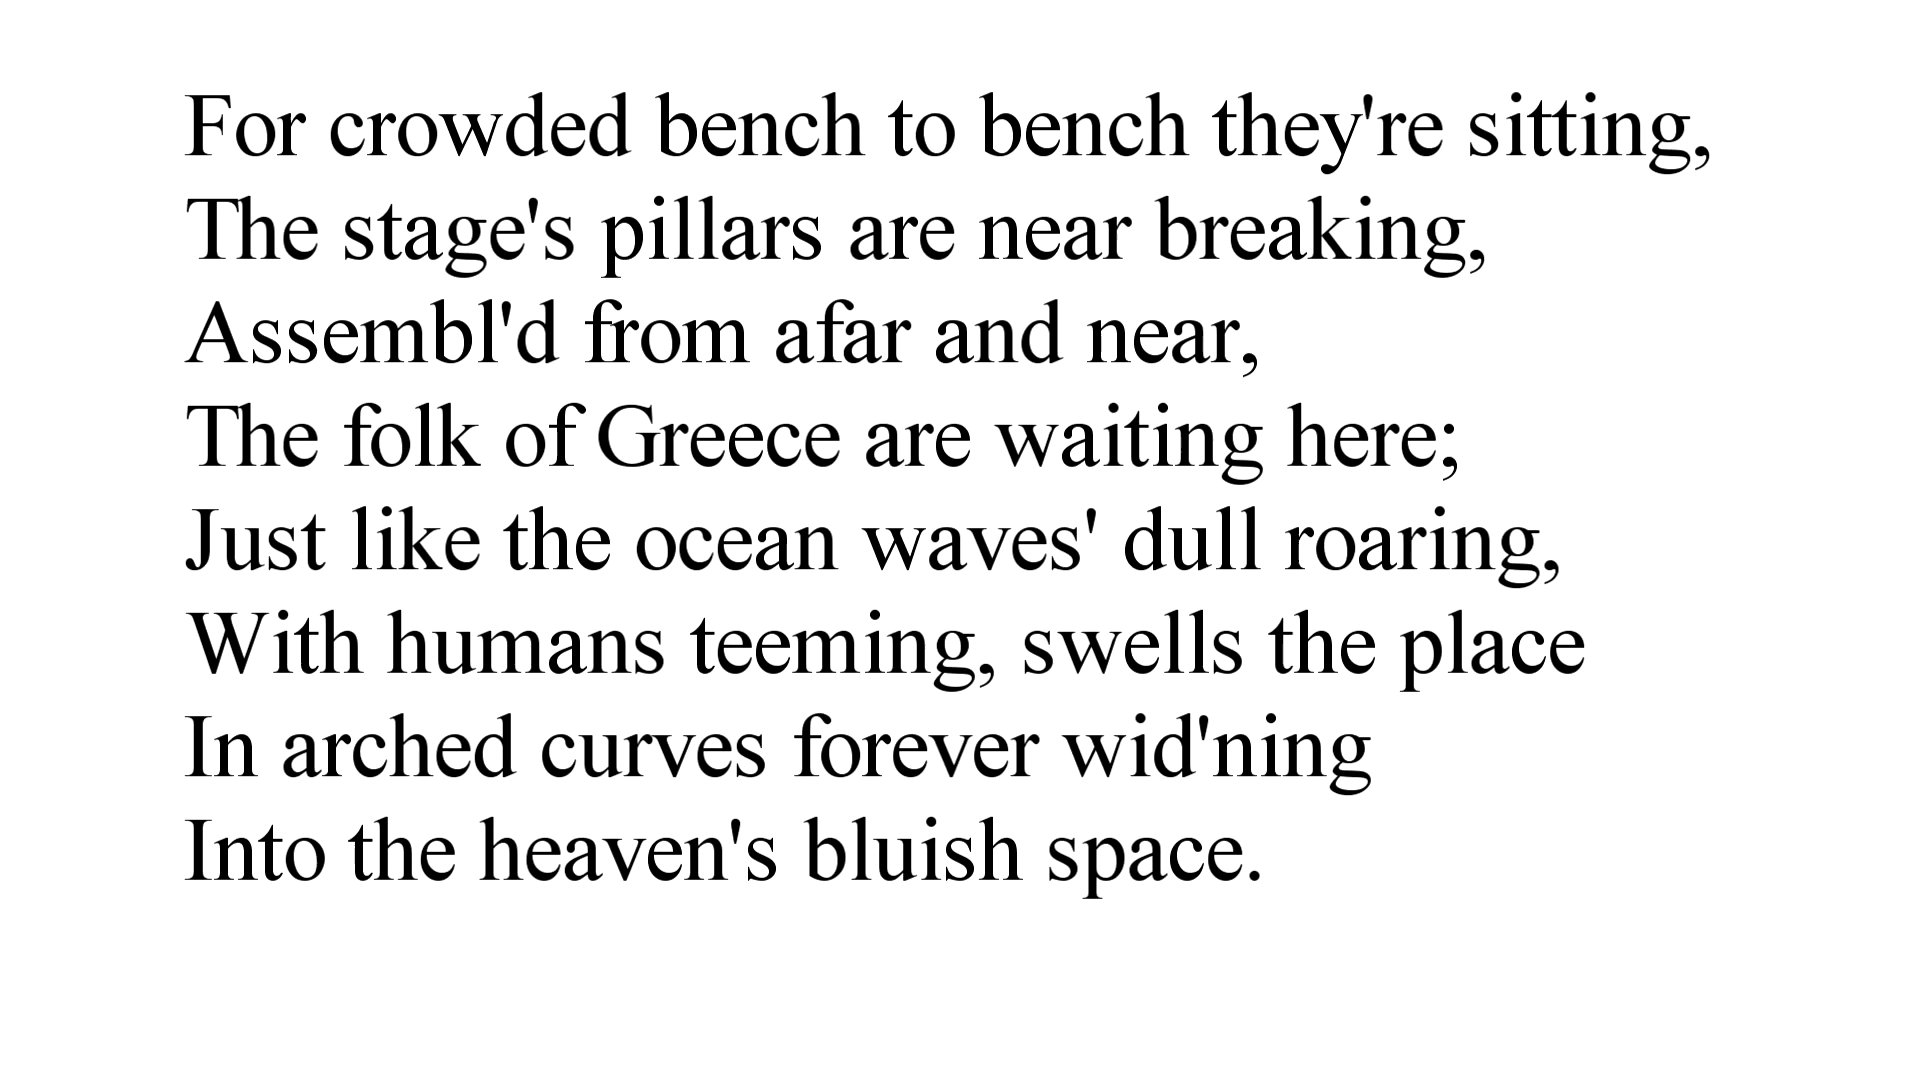 For crowded bench to bench they're sitting,
The stage's pillars are near breaking,
Assembl'd from afar and near,
The folk of Greece are waiting here;
Just like the ocean waves' dull roaring,
With humans teeming, swells the place
In arched curves forever wid'ning
Into the heaven's bluish space.